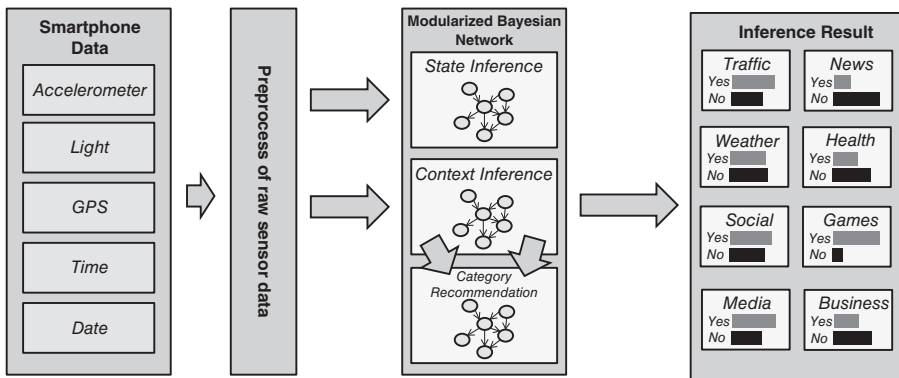 Smartphone
Data
Accelerometer
Light
GPS
Time
Date
Preprocess of raw sensor data
Modularized Bayesian
Network
State Inference
Context Inference
Category
Recommendation
Inference Result
Traffic
Yes
No
News
Yes
No
Weather
Yes
No
Health
Yes
No
Social
Yes
No
Games
Yes
No
Media
Yes
No
Business
Yes
No